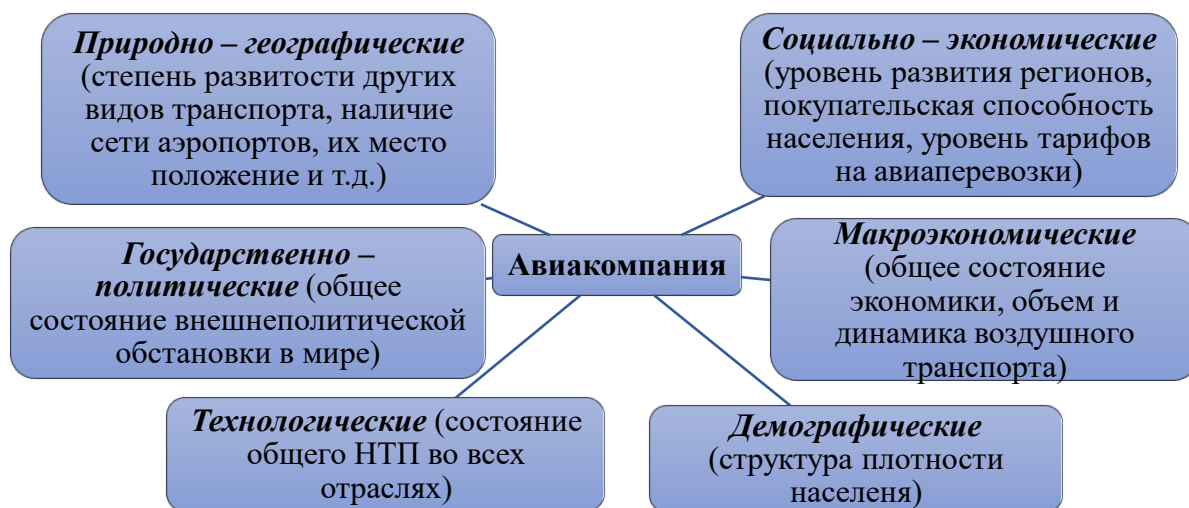 Природно – географические
(степень развитости других
видов транспорта, наличие
сети аэропортов, их место
положение и т.д.)
Социально – экономические
(уровень развития регионов,
покупательская способность
населения, уровень тарифов
на авиаперевозки)
Государственно –
политические (общее
состояние внешнеполитической
обстановки в мире)
Авиакомпания
Макроэкономические
(общее состояние
экономики, объем и
динамика воздушного
транспорта)
Технологические (состояние
общего НТП во всех
отраслях)
Демографические
(структура плотности
населеня)